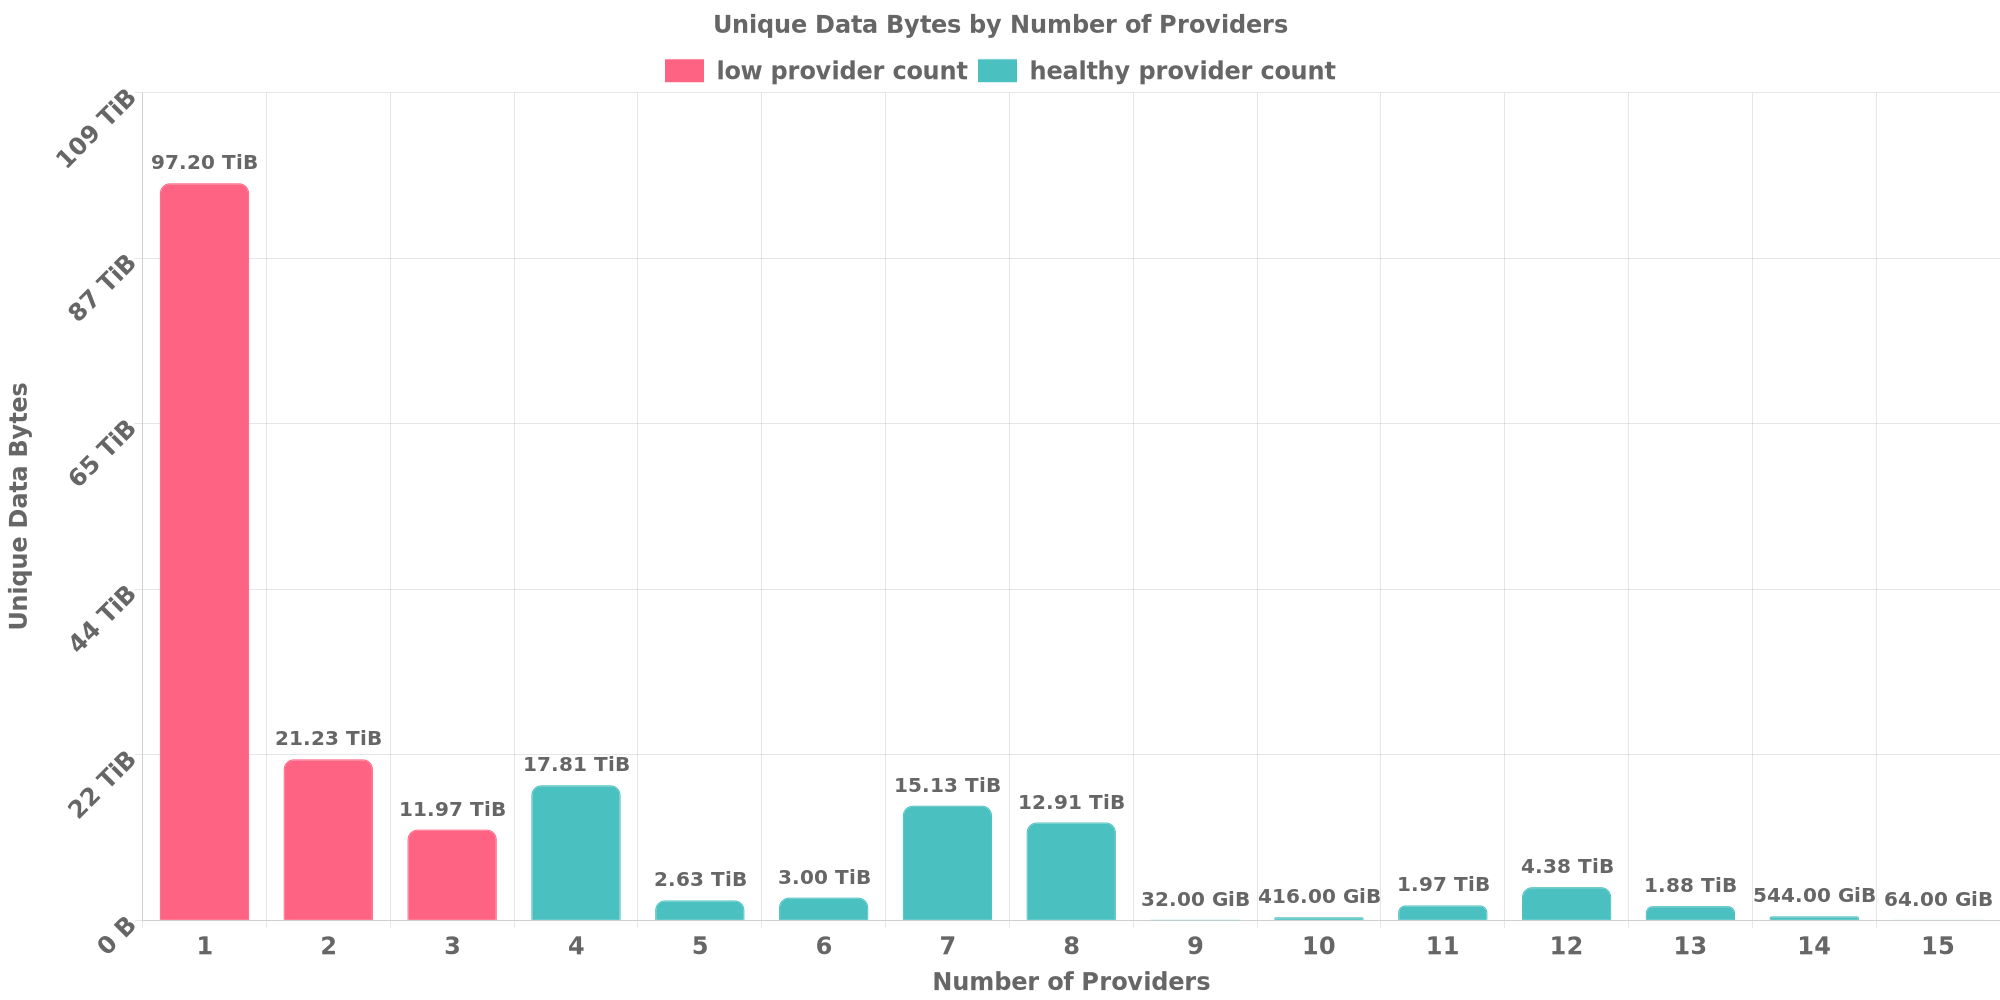 Unique Data Bytes by Number of Providers
low provider count
healthy provider count
Unique Data Bytes
109 TiB
87 TiB
65 TiB
44 TiB
22 TiB
0 B
97.20 TiB
21.23 TiB
11.97 TiB
17.81 TiB
2.63 TiB
3.00 TiB
15.13 TiB
12.91 TiB
32.00 GiB
416.00 GiB
1.97 TiB
4.38 TiB
1.88 TiB
544.00 GiB
64.00 GiB
1 2 3 4 5 6 7 8 9 10 11 12 13 14 15
Number of Providers